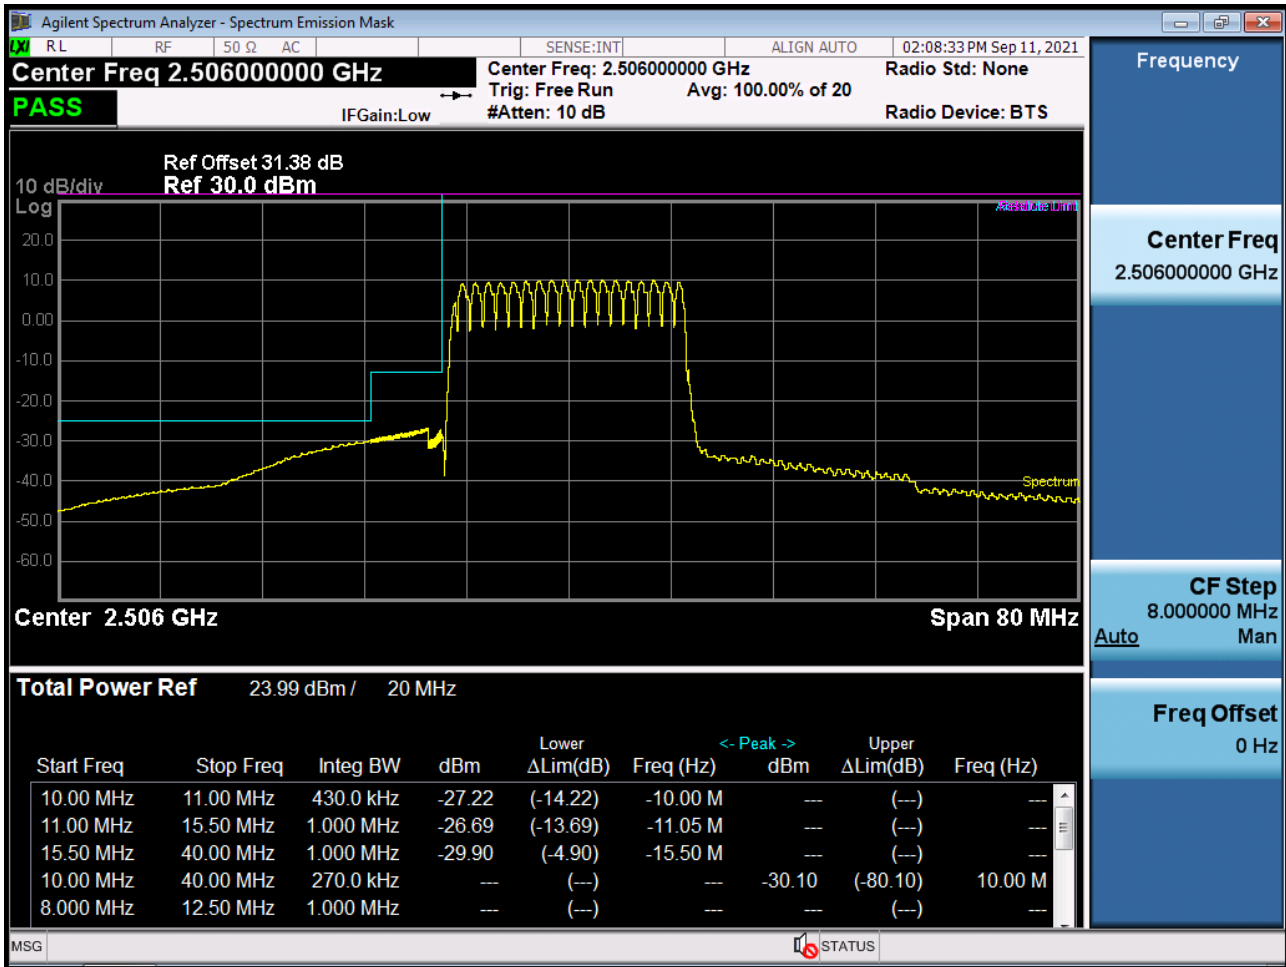 Agilent Spectrum Analyzer - Spectrum Emission Mask
LXI RL RF 50 Ω AC SENSE:INT ALIGN AUTO 02:08:33 PM Sep 11, 2021
Center Freq 2.506000000 GHz
Center Freq: 2.506000000 GHz Radio Std: None
Trig: Free Run Avg: 100.00% of 20
PASS IFGain:Low #Atten: 10 dB Radio Device: BTS
Ref Offset 31.38 dB
10 dB/div Ref 30.0 dBm
Log
Absolute Limit
20.0
10.0
0.00
-10.0
-20.0
-30.0
-40.0
Spectrum
-50.0
-60.0
Center 2.506 GHz Span 80 MHz
Total Power Ref 23.99 dBm / 20 MHz
Lower <- Peak -> Upper
Start Freq Stop Freq Integ BW dBm ΔLim(dB) Freq (Hz) dBm ΔLim(dB) Freq (Hz)
10.00 MHz 11.00 MHz 430.0 kHz -27.22 (-14.22) -10.00 M --- (---) ---
11.00 MHz 15.50 MHz 1.000 MHz -26.69 (-13.69) -11.05 M --- (---) ---
15.50 MHz 40.00 MHz 1.000 MHz -29.90 (-4.90) -15.50 M --- (---) ---
10.00 MHz 40.00 MHz 270.0 kHz --- (---) --- -30.10 (-80.10) 10.00 M
8.000 MHz 12.50 MHz 1.000 MHz --- (---) --- --- (---) ---
MSG STATUS
Frequency
Center Freq
2.506000000 GHz
CF Step
8.000000 MHz
Auto Man
Freq Offset
0 Hz